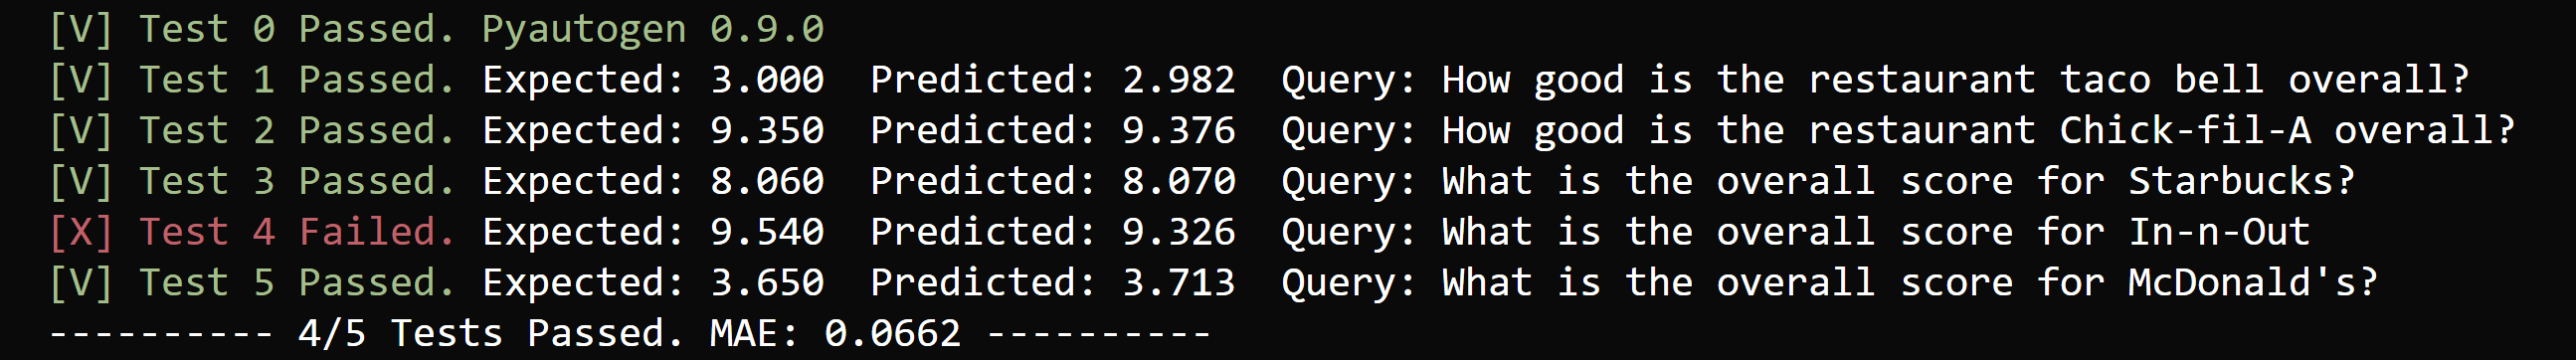 [V] Test 0 Passed. Pyautogen 0.9.0
[V] Test 1 Passed. Expected: 3.000  Predicted: 2.982  Query: How good is the restaurant taco bell overall?
[V] Test 2 Passed. Expected: 9.350  Predicted: 9.376  Query: How good is the restaurant Chick-fil-A overall?
[V] Test 3 Passed. Expected: 8.060  Predicted: 8.070  Query: What is the overall score for Starbucks?
[X] Test 4 Failed. Expected: 9.540  Predicted: 9.326  Query: What is the overall score for In-n-Out
[V] Test 5 Passed. Expected: 3.650  Predicted: 3.713  Query: What is the overall score for McDonald's?
---------- 4/5 Tests Passed. MAE: 0.0662 ----------